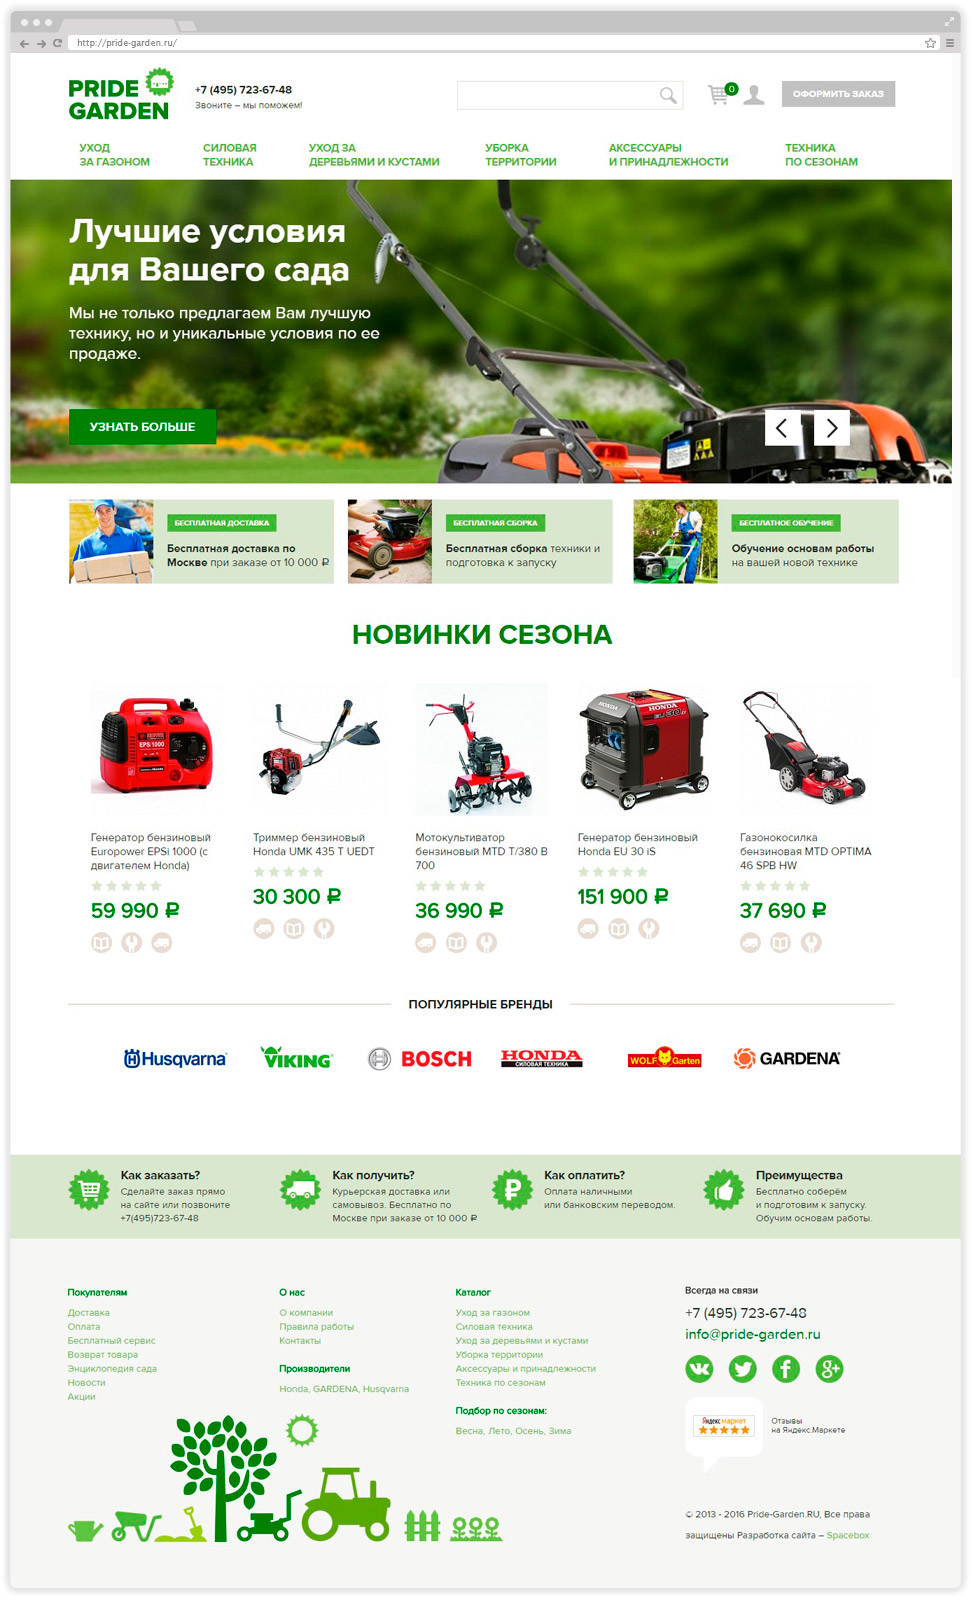 http://pride-garden.ru/
PRIDE
GARDEN
+7 (495) 723-67-48
Звоните – мы поможем!
0
ОФОРМИТЬ ЗАКАЗ
УХОД
ЗА ГАЗОНОМ
СИЛОВАЯ
ТЕХНИКА
УХОД ЗА
ДЕРЕВЬЯМИ И КУСТАМИ
УБОРКА
ТЕРРИТОРИИ
АКСЕССУАРЫ
И ПРИНАДЛЕЖНОСТИ
ТЕХНИКА
ПО СЕЗОНАМ
Лучшие условия
для Вашего сада
Мы не только предлагаем Вам лучшую
технику, но и уникальные условия по ее
продаже.
УЗНАТЬ БОЛЬШЕ
БЕСПЛАТНАЯ ДОСТАВКА
Бесплатная доставка по
Москве при заказе от 10 000 ₽
БЕСПЛАТНАЯ СБОРКА
Бесплатная сборка техники и
подготовка к запуску
БЕСПЛАТНОЕ ОБУЧЕНИЕ
Обучение основам работы
на вашей новой технике
НОВИНКИ СЕЗОНА
EPSi1000
HONDA
EU30is
Генератор бензиновый
Europower EPSi 1000 (с
двигателем Honda)
59 990 ₽
Триммер бензиновый
Honda UMK 435 T UEDT
30 300 ₽
Мотокультиватор
бензиновый MTD T/380 B
700
36 990 ₽
Генератор бензиновый
Honda EU 30 iS
151 900 ₽
Газонокосилка
бензиновая MTD OPTIMA
46 SPB HW
37 690 ₽
ПОПУЛЯРНЫЕ БРЕНДЫ
Husqvarna
VIKING
BOSCH
HONDA
СИЛОВАЯ ТЕХНИКА
WOLF Garten
GARDENA
Как заказать?
Сделайте заказ прямо
на сайте или позвоните
+7(495)723-67-48
Как получить?
Курьерская доставка или
самовывоз. Бесплатно по
Москве при заказе от 10 000 ₽
Как оплатить?
Оплата наличными
или банковским переводом.
Преимущества
Бесплатно соберём
и подготовим к запуску.
Обучим основам работы.
Покупателям
Доставка
Оплата
Бесплатный сервис
Возврат товара
Энциклопедия сада
Новости
Акции
О нас
О компании
Правила работы
Контакты
Производители
Honda, GARDENA, Husqvarna
Каталог
Уход за газоном
Силовая техника
Уход за деревьями и кустами
Уборка территории
Аксессуары и принадлежности
Техника по сезонам
Подбор по сезонам:
Весна, Лето, Осень, Зима
Всегда на связи
+7 (495) 723-67-48
info@pride-garden.ru
Яндекс маркет
Отзывы
на Яндекс.Маркете
© 2013 - 2016 Pride-Garden.RU, Все права
защищены Разработка сайта – Spacebox